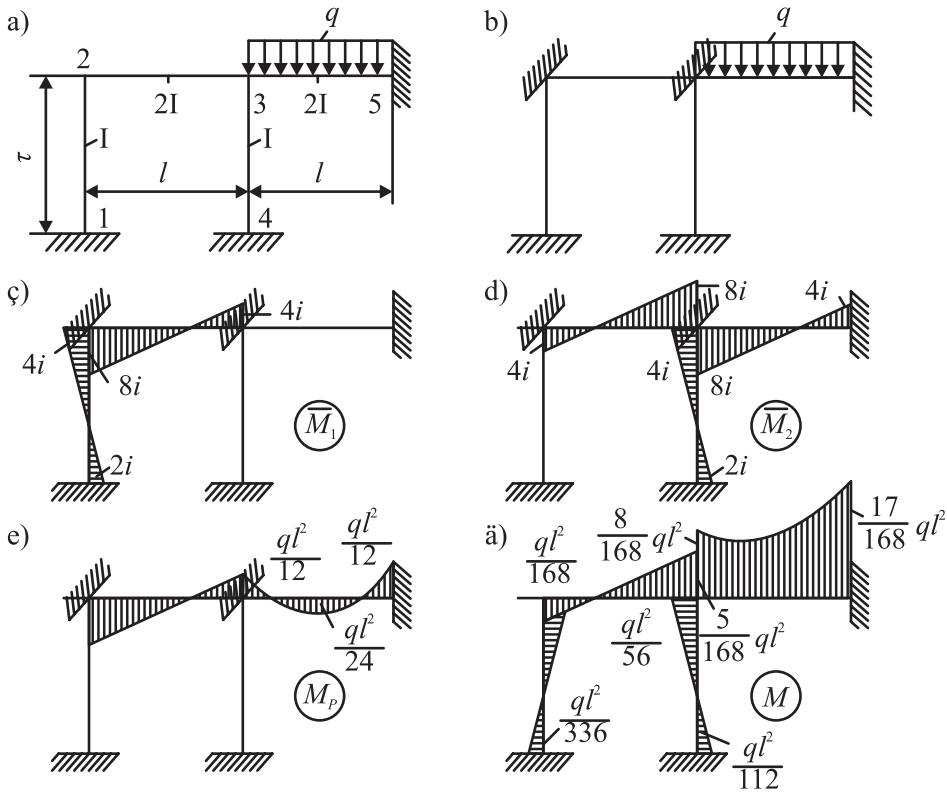 a)
q
2
2I
3
2I
5
I
I
τ
l
l
1
4
b)
q
ç)
4i
4i
8i
2i
M̅₁
d)
8i
4i
4i
4i
8i
2i
M̅₂
e)
ql²/12
ql²/12
ql²/24
M_P
ä)
ql²/168
8/168 ql²
17/168 ql²
ql²/56
5/168 ql²
ql²/336
M
ql²/112